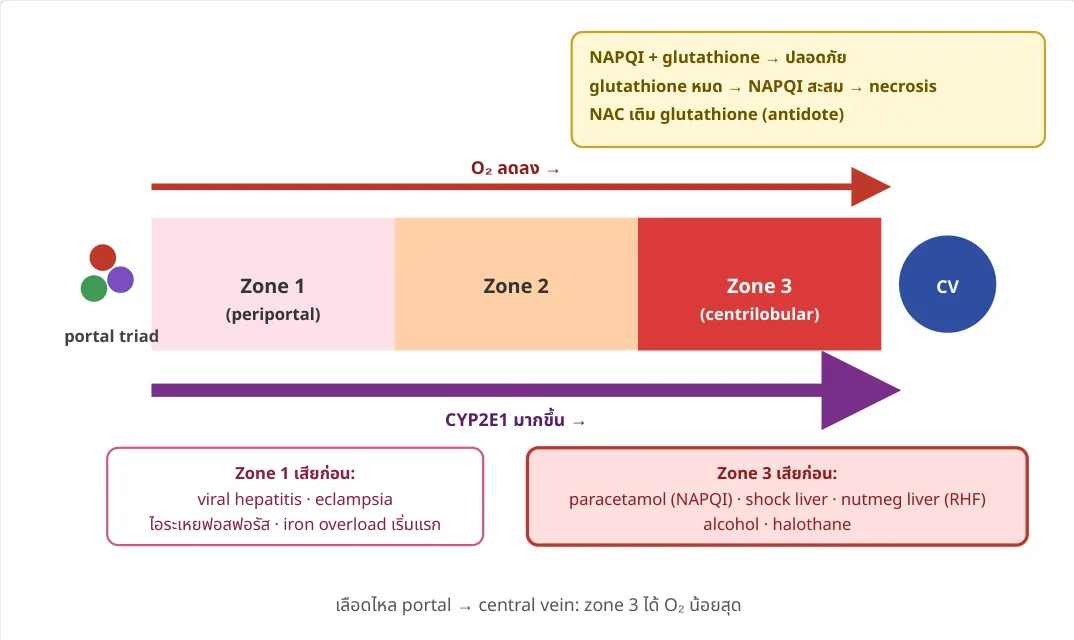 NAPQI + glutathione → ปลอดภัย
glutathione หมด → NAPQI สะสม → necrosis
NAC เติม glutathione (antidote)
O₂ ลดลง →
Zone 1
(periportal)
Zone 2
Zone 3
(centrilobular)
CV
portal triad
CYP2E1 มากขึ้น →
Zone 1 เสียก่อน:
viral hepatitis · eclampsia
ไอระเหยฟอสฟอรัส · iron overload เริ่มแรก
Zone 3 เสียก่อน:
paracetamol (NAPQI) · shock liver · nutmeg liver (RHF)
alcohol · halothane
เลือดไหล portal → central vein: zone 3 ได้ O₂ น้อยสุด